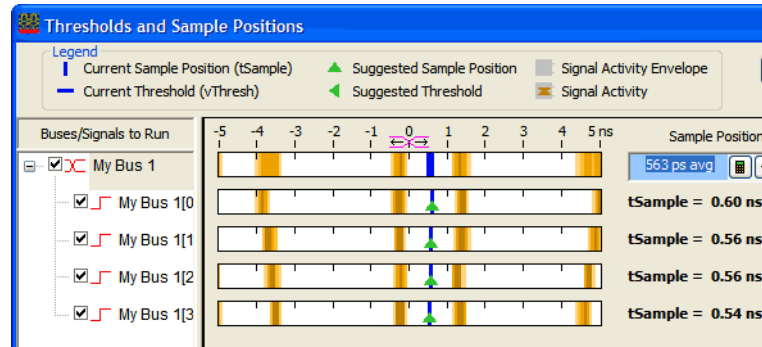 Thresholds and Sample Positions
Legend
Current Sample Position (tSample)
Suggested Sample Position
Signal Activity Envelope
Current Threshold (vThresh)
Suggested Threshold
Signal Activity
Buses/Signals to Run
-5 -4 -3 -2 -1 0 1 2 3 4 5 ns
Sample Position
My Bus 1
563 ps avg
My Bus 1[0
tSample = 0.60 ns
My Bus 1[1
tSample = 0.56 ns
My Bus 1[2
tSample = 0.56 ns
My Bus 1[3
tSample = 0.54 ns